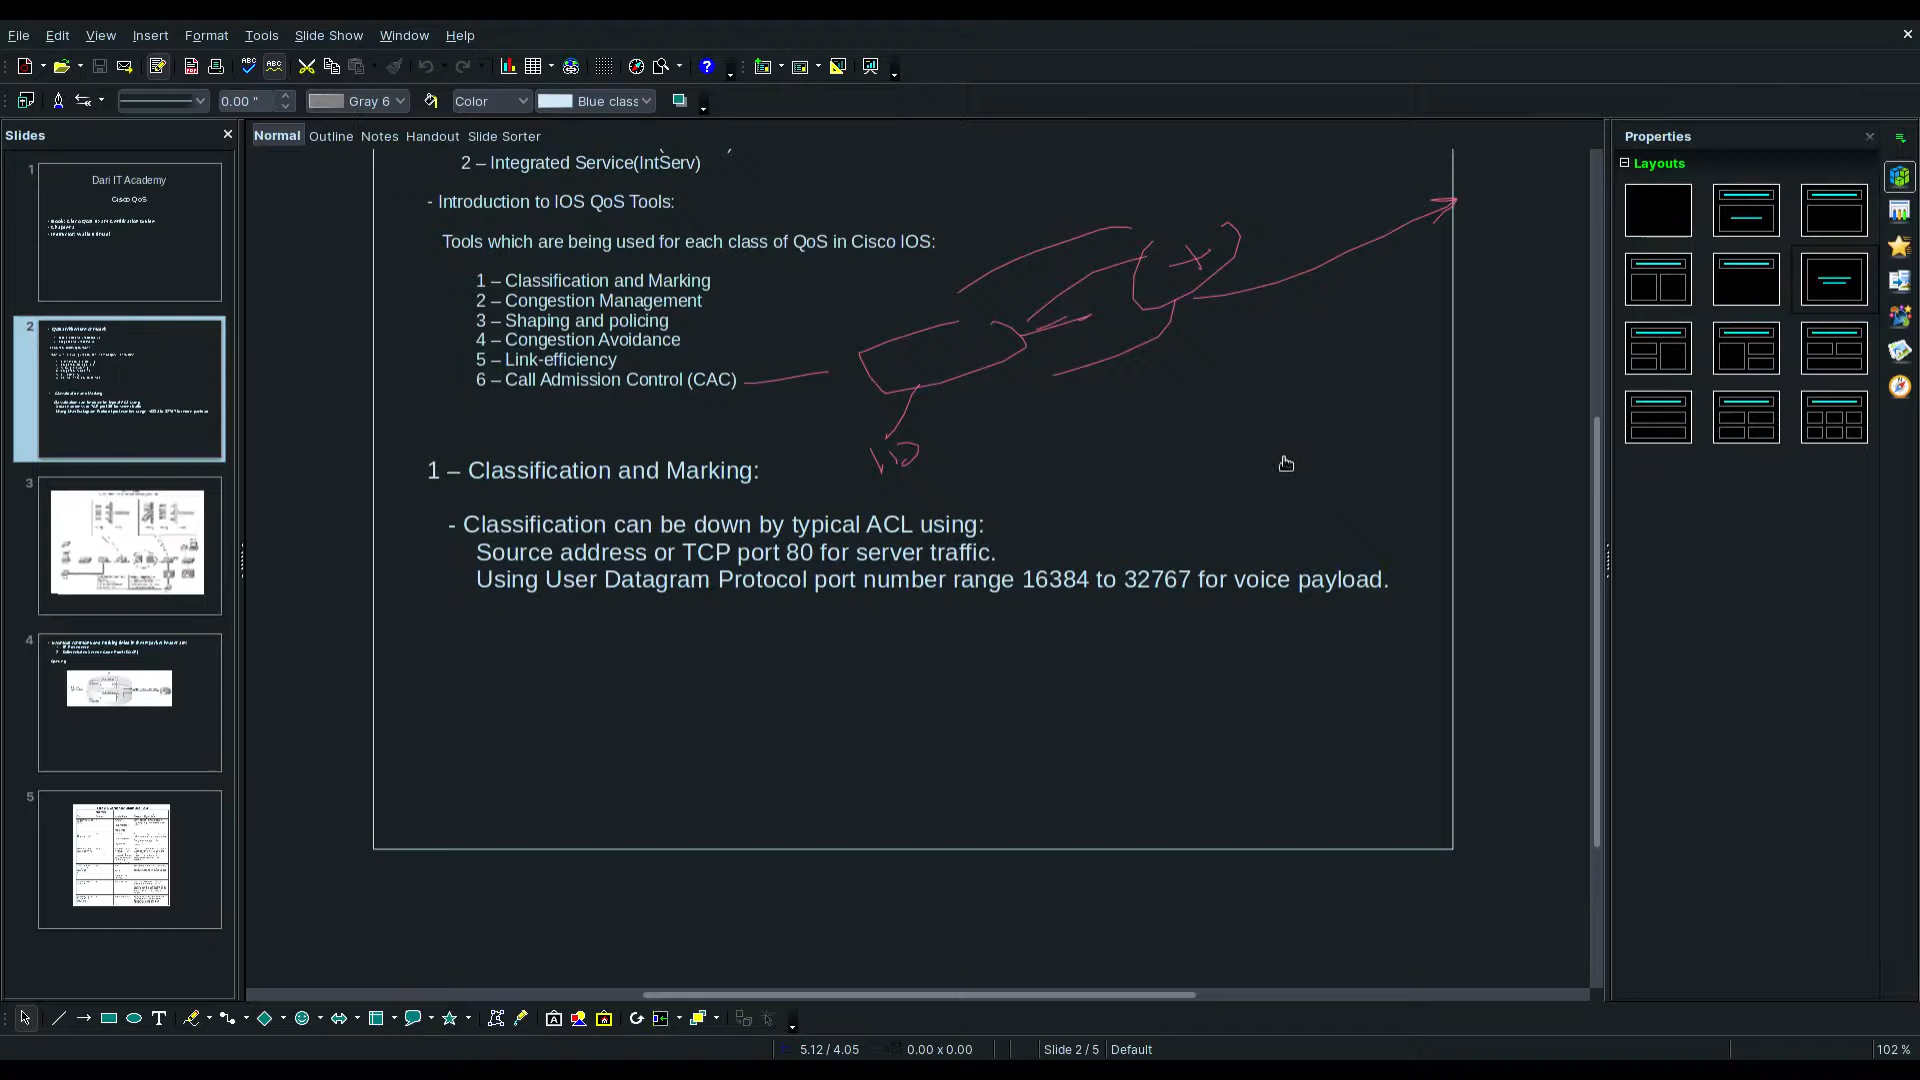 File Edit View Insert Format Tools Slide Show Window Help
0.00 " Gray 6 Color Blue class
Slides
Normal Outline Notes Handout Slide Sorter
Properties
Layouts
1
Dari IT Academy
Cisco QoS
2
3
4
5
2 – Integrated Service(IntServ)
- Introduction to IOS QoS Tools:
Tools which are being used for each class of QoS in Cisco IOS:
1 – Classification and Marking
2 – Congestion Management
3 – Shaping and policing
4 – Congestion Avoidance
5 – Link-efficiency
6 – Call Admission Control (CAC)
1 – Classification and Marking:
- Classification can be down by typical ACL using:
Source address or TCP port 80 for server traffic.
Using User Datagram Protocol port number range 16384 to 32767 for voice payload.
5.12 / 4.05 0.00 x 0.00 Slide 2 / 5 Default 102 %